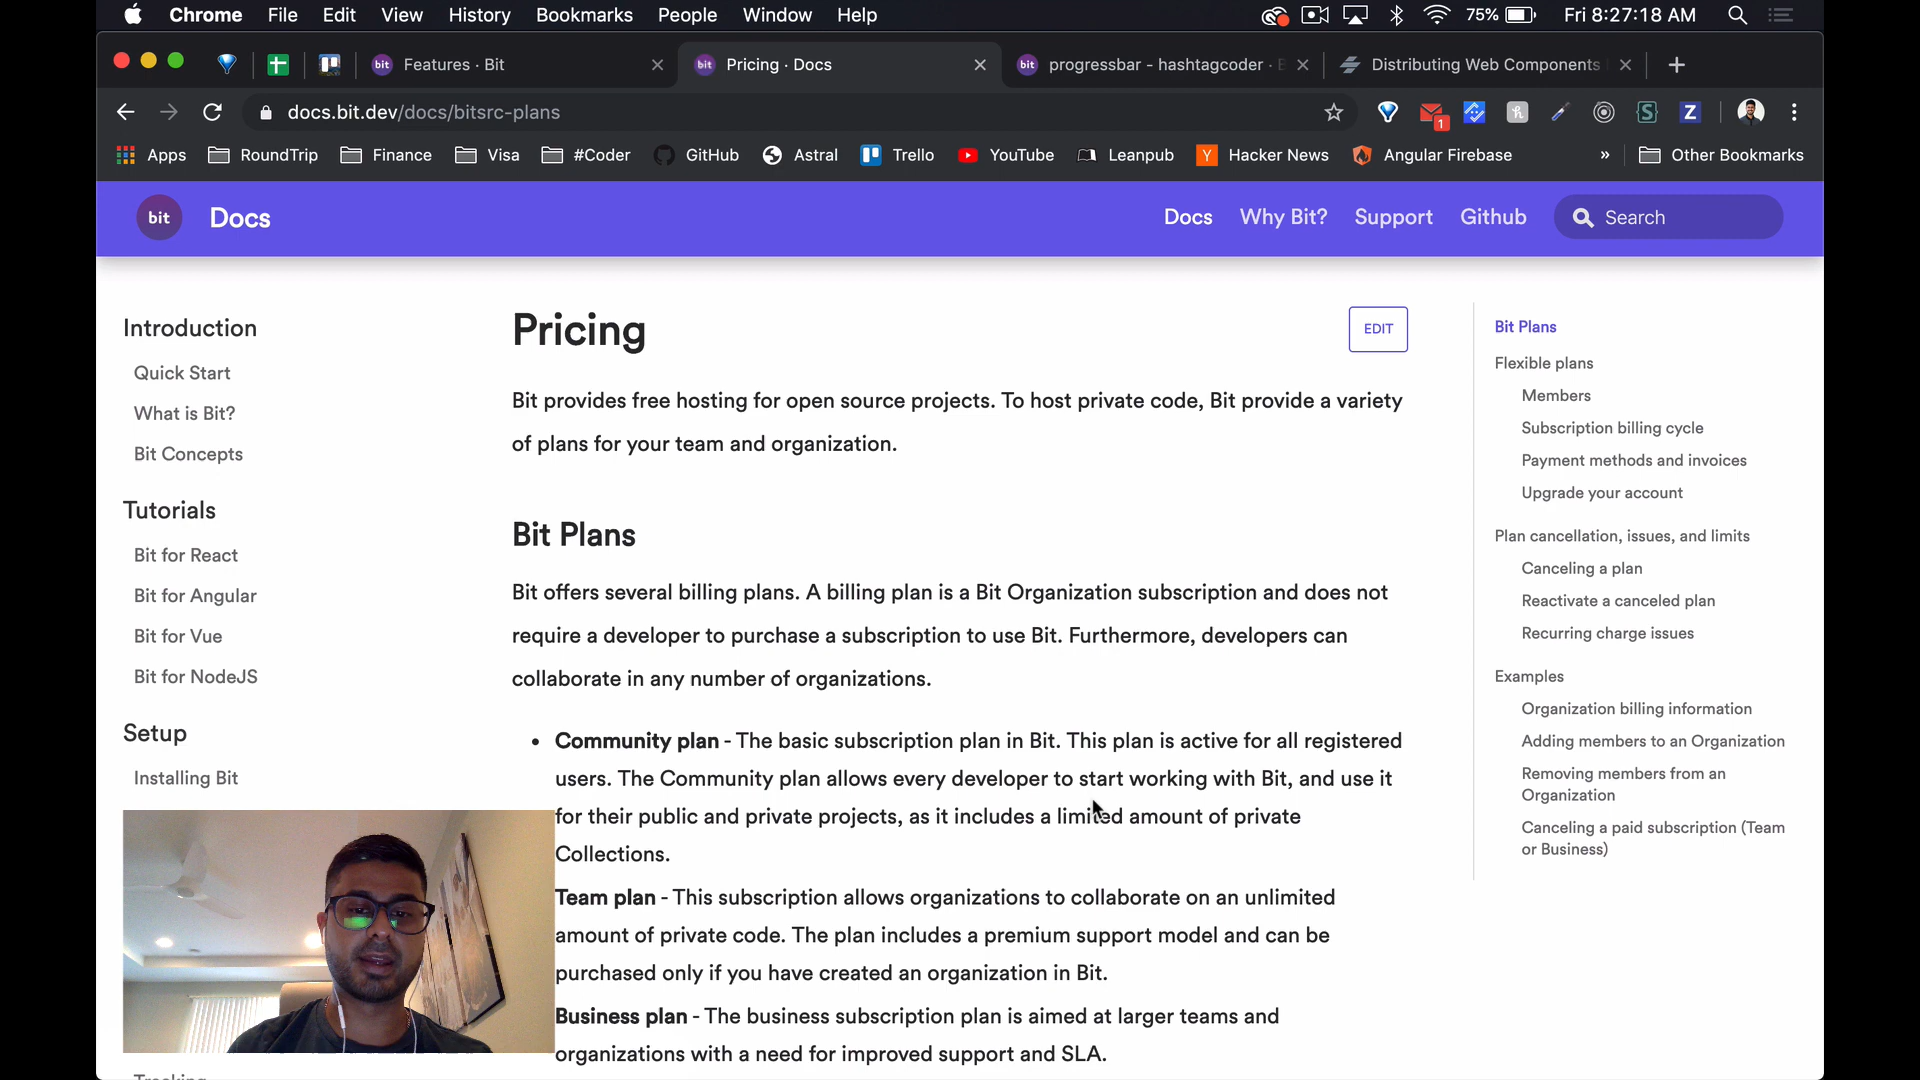 Chrome File Edit View History Bookmarks People Window Help 75% Fri 8:27:18 AM
bit Features · Bit bit Pricing · Docs bit progressbar - hashtagcoder · Distributing Web Components
docs.bit.dev/docs/bitsrc-plans 1 Z
Apps RoundTrip Finance Visa #Coder GitHub Astral Trello YouTube Leanpub Hacker News Angular Firebase » Other Bookmarks
bit Docs Docs Why Bit? Support Github Search
Introduction
Quick Start
What is Bit?
Bit Concepts
Tutorials
Bit for React
Bit for Angular
Bit for Vue
Bit for NodeJS
Setup
Installing Bit
Pricing
EDIT
Bit provides free hosting for open source projects. To host private code, Bit provide a variety
of plans for your team and organization.
Bit Plans
Bit offers several billing plans. A billing plan is a Bit Organization subscription and does not
require a developer to purchase a subscription to use Bit. Furthermore, developers can
collaborate in any number of organizations.
• Community plan - The basic subscription plan in Bit. This plan is active for all registered
users. The Community plan allows every developer to start working with Bit, and use it
for their public and private projects, as it includes a limited amount of private
Collections.
Team plan - This subscription allows organizations to collaborate on an unlimited
amount of private code. The plan includes a premium support model and can be
purchased only if you have created an organization in Bit.
Business plan - The business subscription plan is aimed at larger teams and
organizations with a need for improved support and SLA.
Bit Plans
Flexible plans
Members
Subscription billing cycle
Payment methods and invoices
Upgrade your account
Plan cancellation, issues, and limits
Canceling a plan
Reactivate a canceled plan
Recurring charge issues
Examples
Organization billing information
Adding members to an Organization
Removing members from an
Organization
Canceling a paid subscription (Team
or Business)